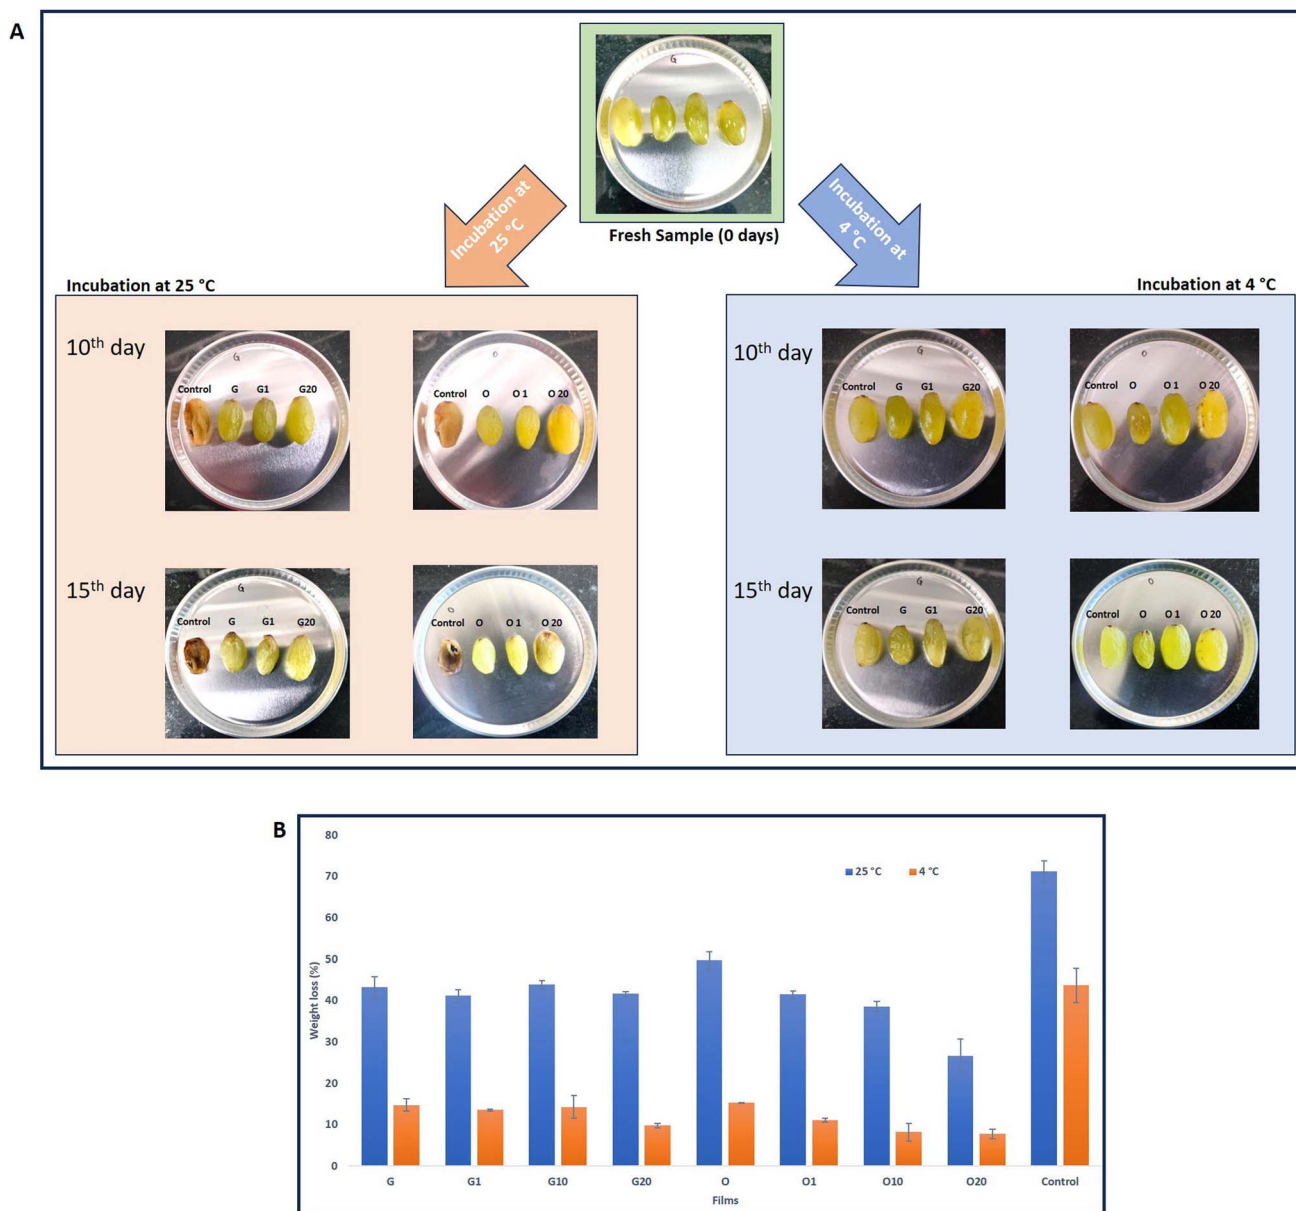 A
G
Incubation at
25 °C
Incubation at
4 °C
Fresh Sample (0 days)
Incubation at 25 °C
10th day
G
Control G G1 G20
O
Control O O 1 O 20
15th day
G
Control G G1 G20
O
Control O O 1 O 20
Incubation at 4 °C
10th day
G
Control G G1 G20
O
Control O O 1 O 20
15th day
G
Control G G1 G20
O
Control O O 1 O 20
B
80
70
60
50
40
30
20
10
0
Weight loss (%)
25 °C 4 °C
G G1 G10 G20 O O1 O10 O20 Control
Films